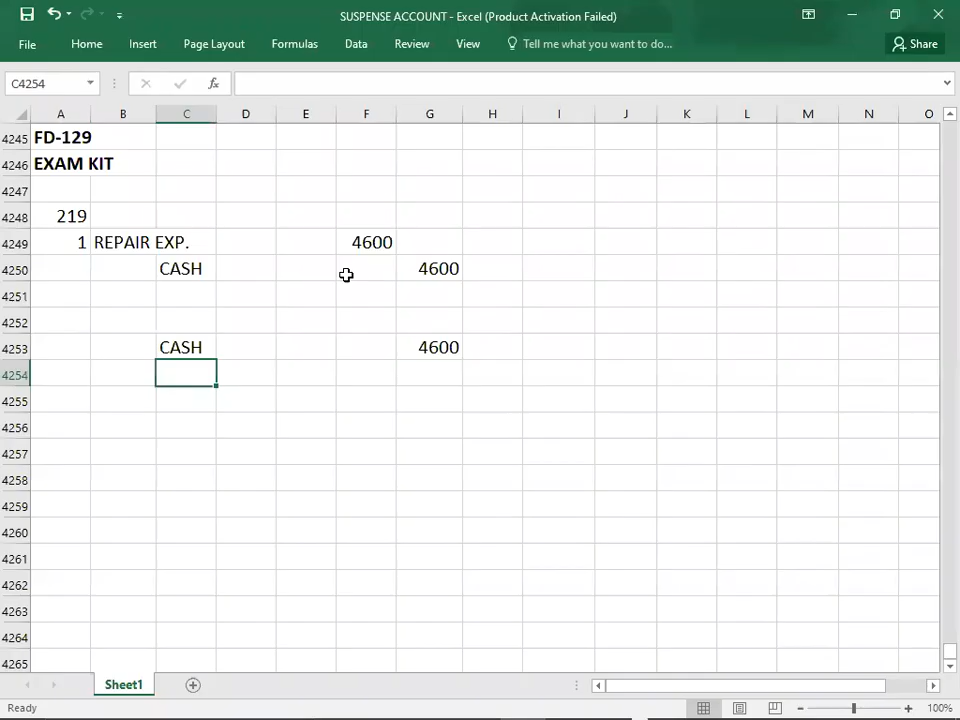 SUSPENSE ACCOUNT - Excel (Product Activation Failed)
File Home Insert Page Layout Formulas Data Review View Tell me what you want to do... Share
C4254
A B C D E F G H I J K L M N O
4245 FD-129
4246 EXAM KIT
4247
4248 219
4249 1 REPAIR EXP. 4600
4250 CASH 4600
4251
4252
4253 CASH 4600
4254
4255
4256
4257
4258
4259
4260
4261
4262
4263
4264
4265
Sheet1
Ready 100%